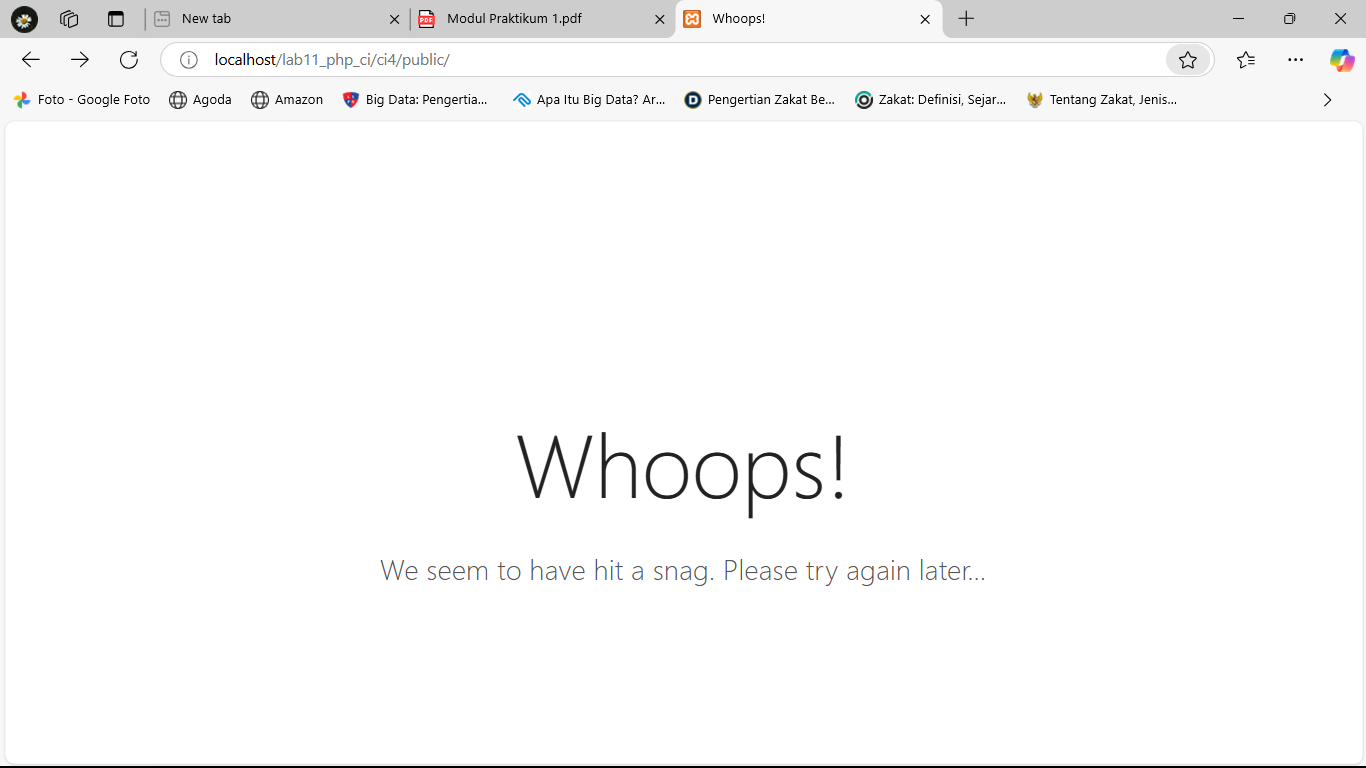 New tab
Modul Praktikum 1.pdf
Whoops!
localhost/lab11_php_ci/ci4/public/
Foto - Google Foto
Agoda
Amazon
Big Data: Pengertia...
Apa Itu Big Data? Ar...
Pengertian Zakat Be...
Zakat: Definisi, Sejar...
Tentang Zakat, Jenis...
Whoops!
We seem to have hit a snag. Please try again later...